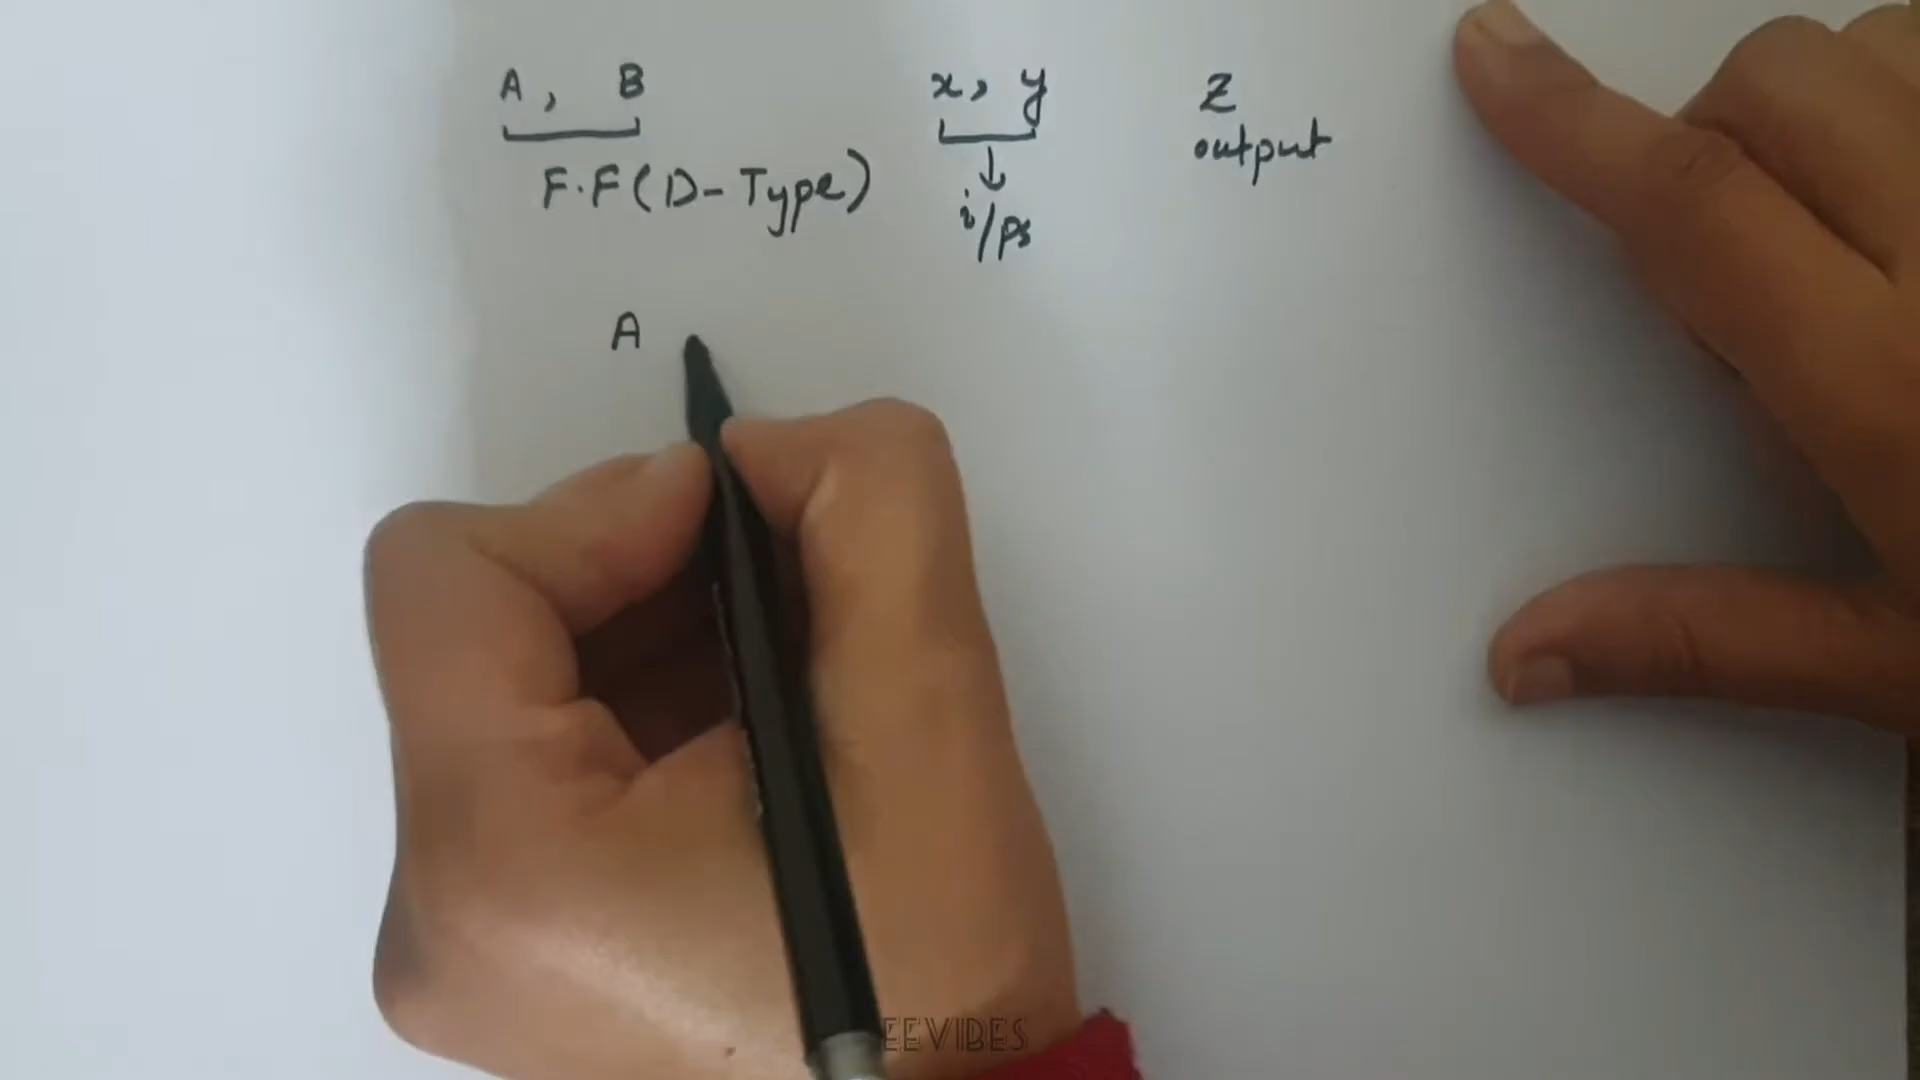 A, B x, y Z
output
F.F(D-Type) i/ps
A
EEVIBES